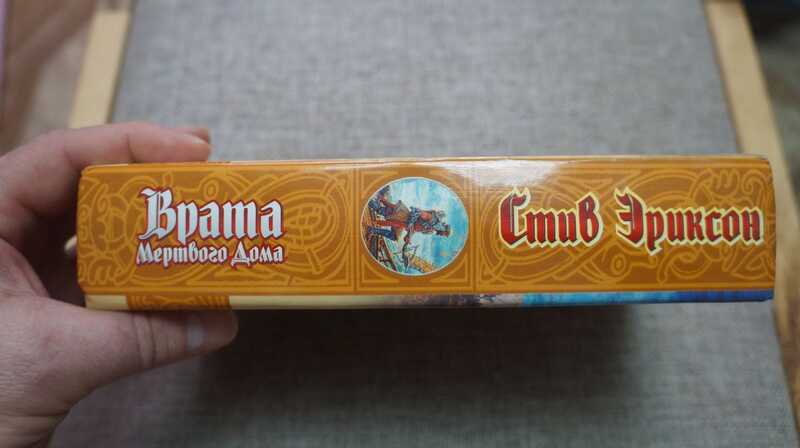 Врата
Мертвого Дома
Стив Эриксон